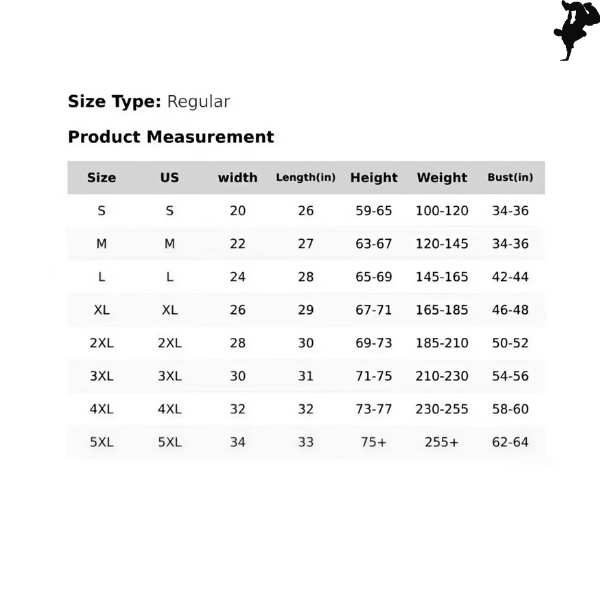 Size Type: Regular
Product Measurement
Size US width Length(in) Height Weight Bust(in)
S S 20 26 59-65 100-120 34-36
M M 22 27 63-67 120-145 34-36
L L 24 28 65-69 145-165 42-44
XL XL 26 29 67-71 165-185 46-48
2XL 2XL 28 30 69-73 185-210 50-52
3XL 3XL 30 31 71-75 210-230 54-56
4XL 4XL 32 32 73-77 230-255 58-60
5XL 5XL 34 33 75+ 255+ 62-64